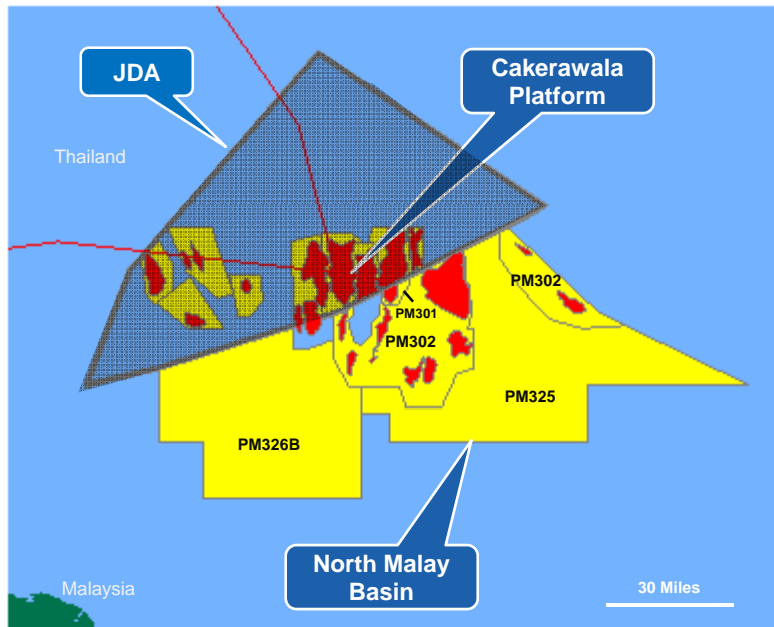 JDA
Cakerawala
Platform
Thailand
PM302
PM301
PM302
PM325
PM326B
North Malay
Basin
Malaysia
30 Miles